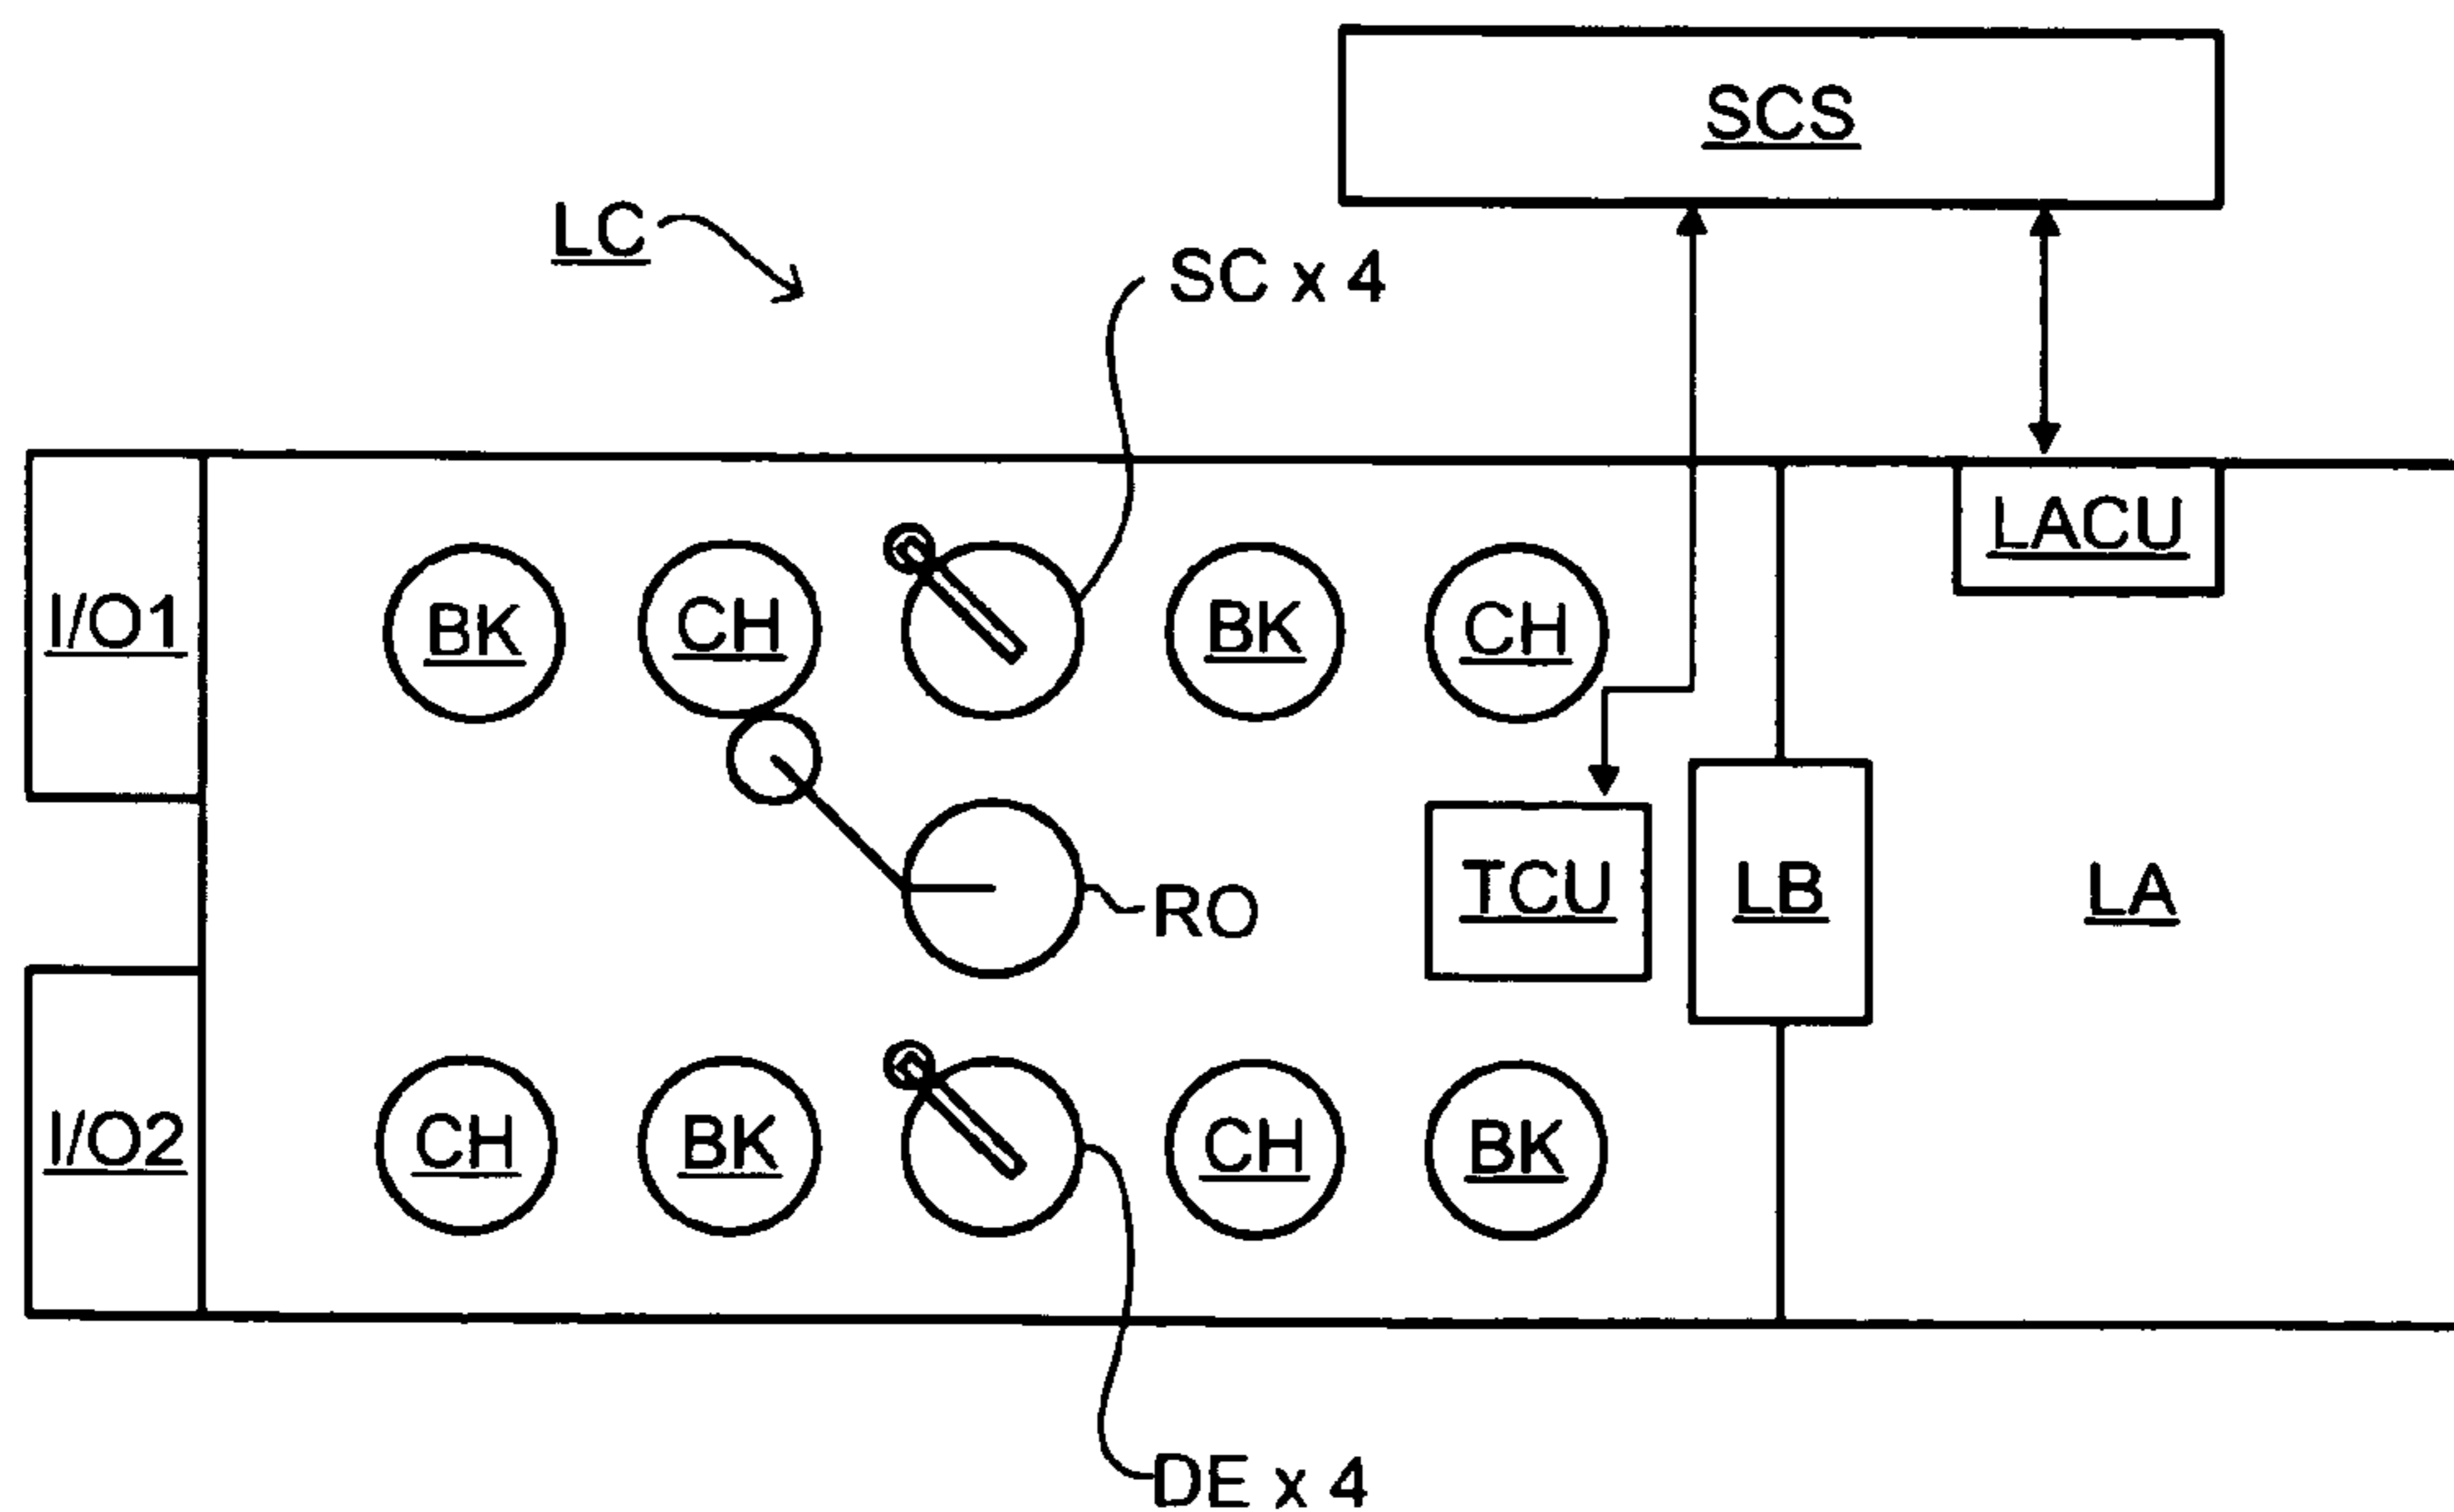 SCS
LC
SC x 4
LACU
I/O1
BK
CH
BK
CH
TCU
LB
LA
RO
I/O2
CH
BK
CH
BK
DE x 4